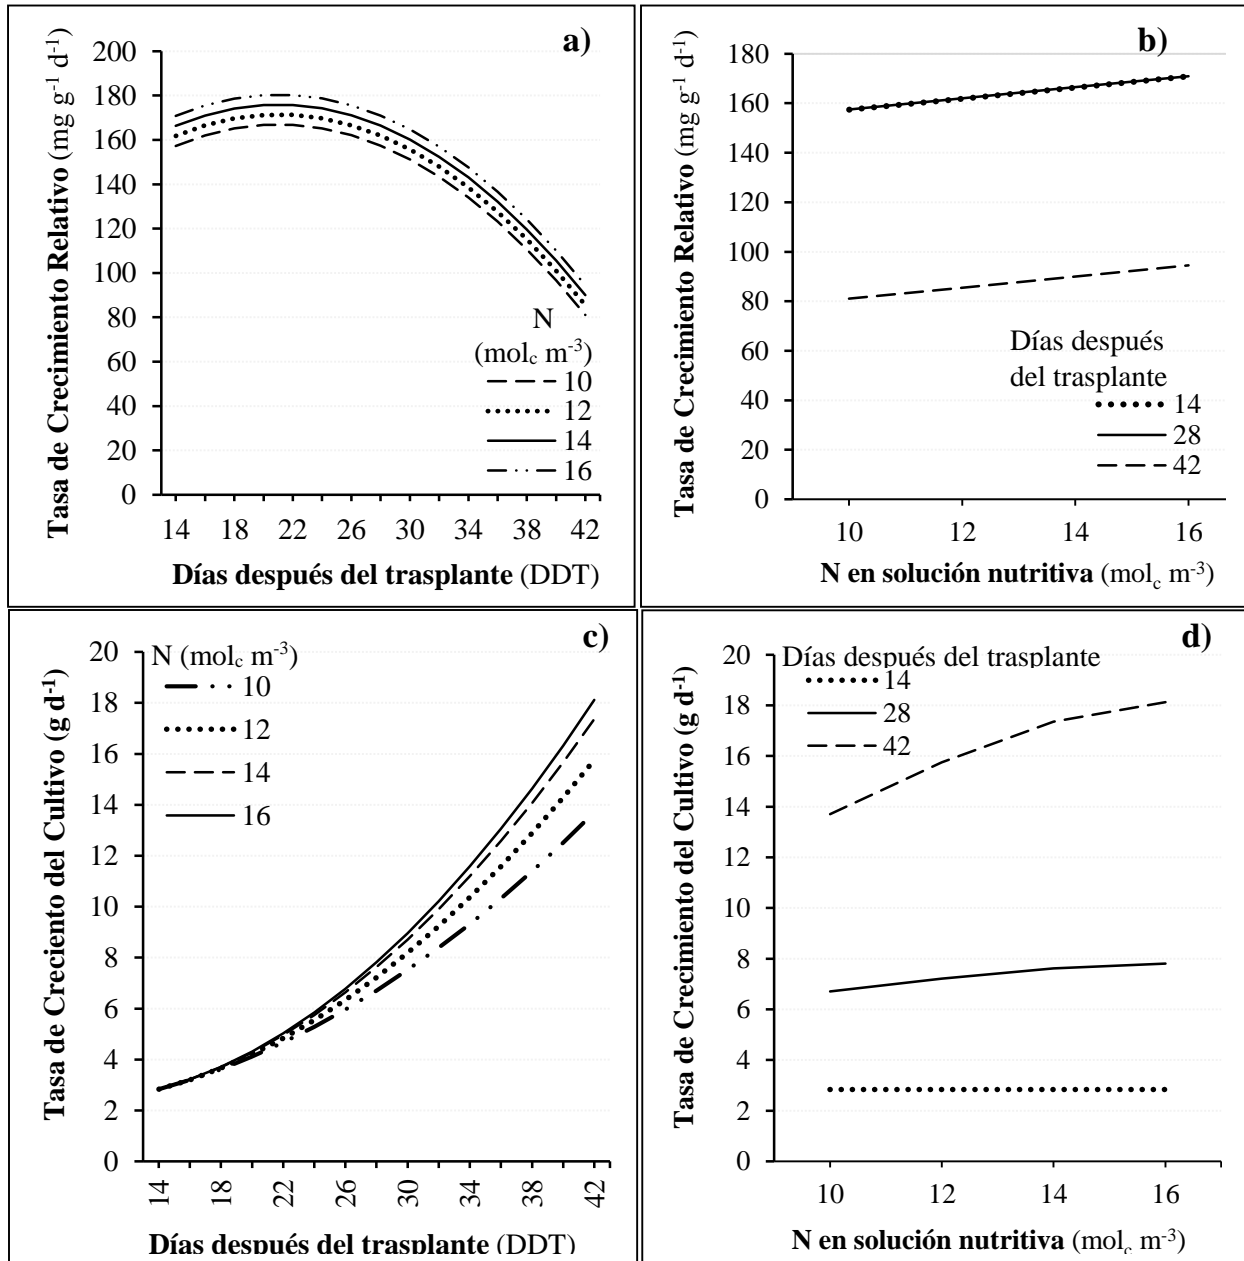 a)
Tasa de Crecimiento Relativo (mg g⁻¹ d⁻¹)
200
180
160
140
120
100
80
60
40
20
0
N
(mol꜀ m⁻³)
10
12
14
16
14 18 22 26 30 34 38 42
Días después del trasplante (DDT)
b)
Tasa de Crecimiento Relativo (mg g⁻¹ d⁻¹)
180
160
140
120
100
80
60
40
20
0
Días después
del trasplante
14
28
42
10 12 14 16
N en solución nutritiva (mol꜀ m⁻³)
c)
Tasa de Creciento del Cultivo (g d⁻¹)
20
18
16
14
12
10
8
6
4
2
0
N (mol꜀ m⁻³)
10
12
14
16
14 18 22 26 30 34 38 42
Días después del trasplante (DDT)
d)
Tasa de Crecimiento del Cultivo (g d⁻¹)
20
18
16
14
12
10
8
6
4
2
0
Días después del trasplante
14
28
42
10 12 14 16
N en solución nutritiva (mol꜀ m⁻³)